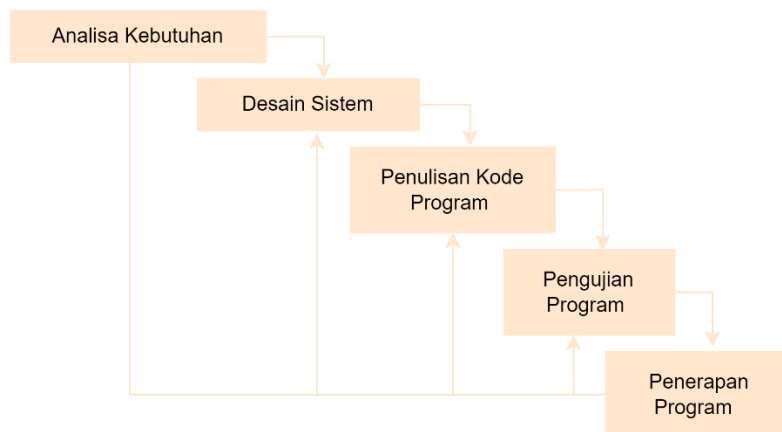 Analisa Kebutuhan
Desain Sistem
Penulisan Kode
Program
Pengujian
Program
Penerapan
Program